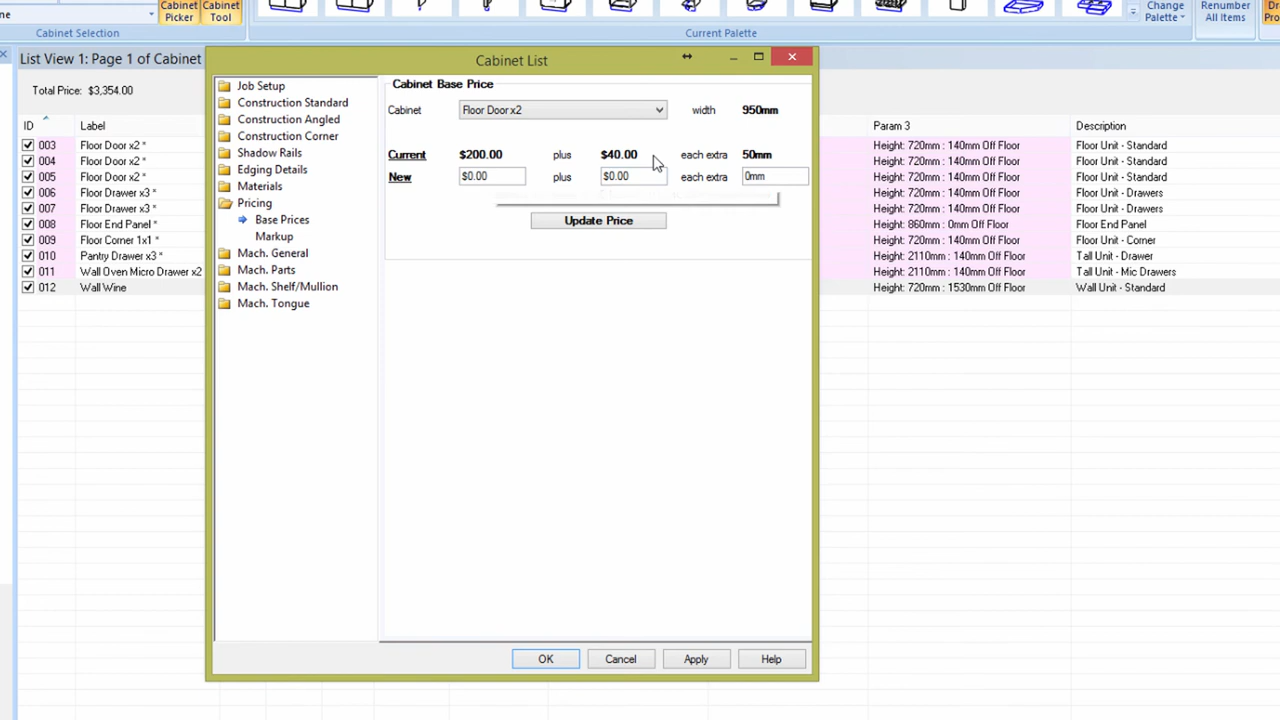 ne
Cabinet Picker
Cabinet Tool
Change Palette
Renumber All Items
Dra
Pro
Cabinet Selection
Current Palette
List View 1: Page 1 of Cabinet
Total Price: $3,354.00
ID Label Param 3 Description
003 Floor Door x2 * Height: 720mm : 140mm Off Floor Floor Unit - Standard
004 Floor Door x2 * Height: 720mm : 140mm Off Floor Floor Unit - Standard
005 Floor Door x2 * Height: 720mm : 140mm Off Floor Floor Unit - Standard
006 Floor Drawer x3 * Height: 720mm : 140mm Off Floor Floor Unit - Drawers
007 Floor Drawer x3 * Height: 720mm : 140mm Off Floor Floor Unit - Drawers
008 Floor End Panel * Height: 860mm : 0mm Off Floor Floor End Panel
009 Floor Corner 1x1 * Height: 720mm : 140mm Off Floor Floor Unit - Corner
010 Pantry Drawer x3 * Height: 2110mm : 140mm Off Floor Tall Unit - Drawer
011 Wall Oven Micro Drawer x2 Height: 2110mm : 140mm Off Floor Tall Unit - Mic Drawers
012 Wall Wine Height: 720mm : 1530mm Off Floor Wall Unit - Standard
Cabinet List
Job Setup
Construction Standard
Construction Angled
Construction Corner
Shadow Rails
Edging Details
Materials
Pricing
Base Prices
Markup
Mach. General
Mach. Parts
Mach. Shelf/Mullion
Mach. Tongue
Cabinet Base Price
Cabinet Floor Door x2 width 950mm
Current $200.00 plus $40.00 each extra 50mm
New $0.00 plus $0.00 each extra 0mm
Update Price
OK Cancel Apply Help